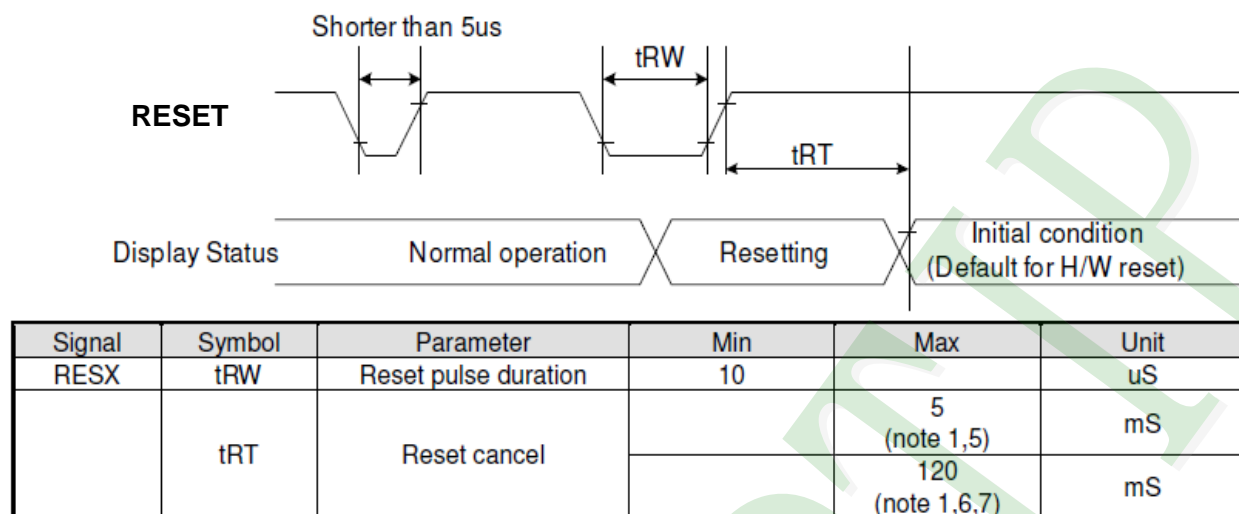 Shorter than 5us
tRW
RESET
tRT
Display Status
Normal operation
Resetting
Initial condition
(Default for H/W reset)
Signal Symbol Parameter Min Max Unit
RESX tRW Reset pulse duration 10 uS
tRT Reset cancel
5
(note 1,5)
mS
120
(note 1,6,7)
mS